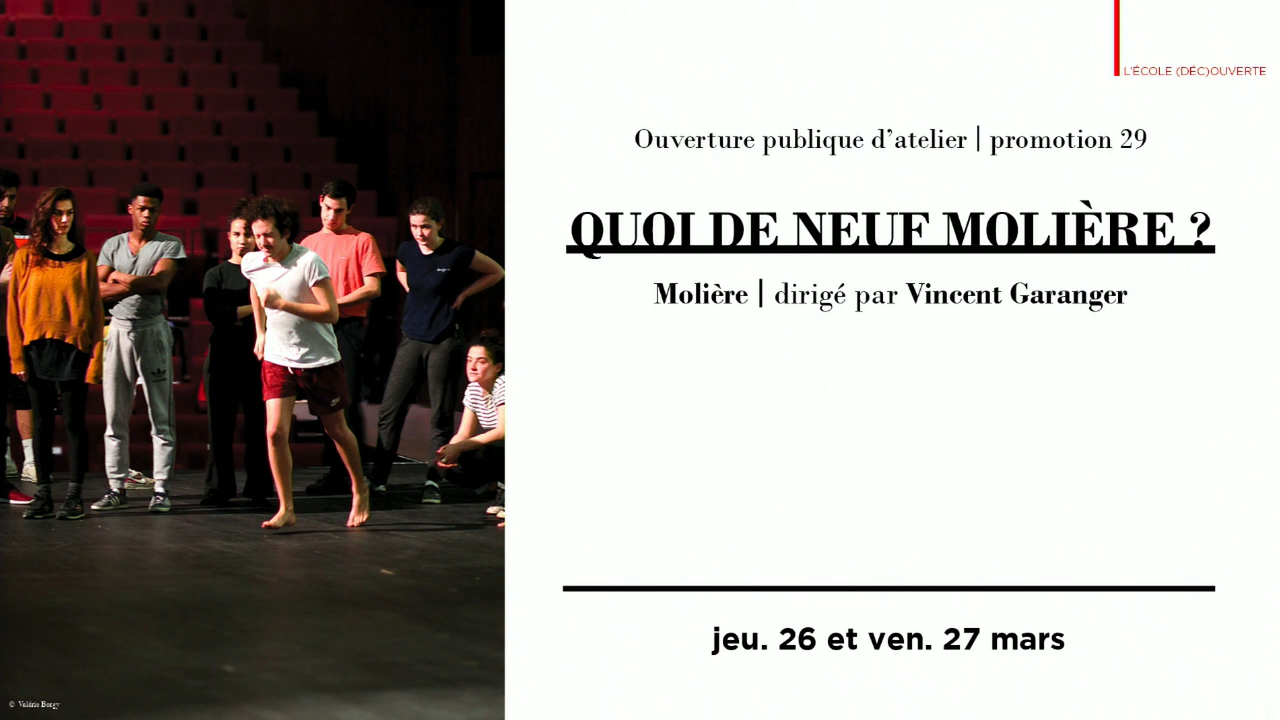 L'ÉCOLE (DÉC)OUVERTE
Ouverture publique d'atelier | promotion 29
QUOI DE NEUF MOLIÈRE ?
Molière | dirigé par Vincent Garanger
jeu. 26 et ven. 27 mars
© Valérie Borgy